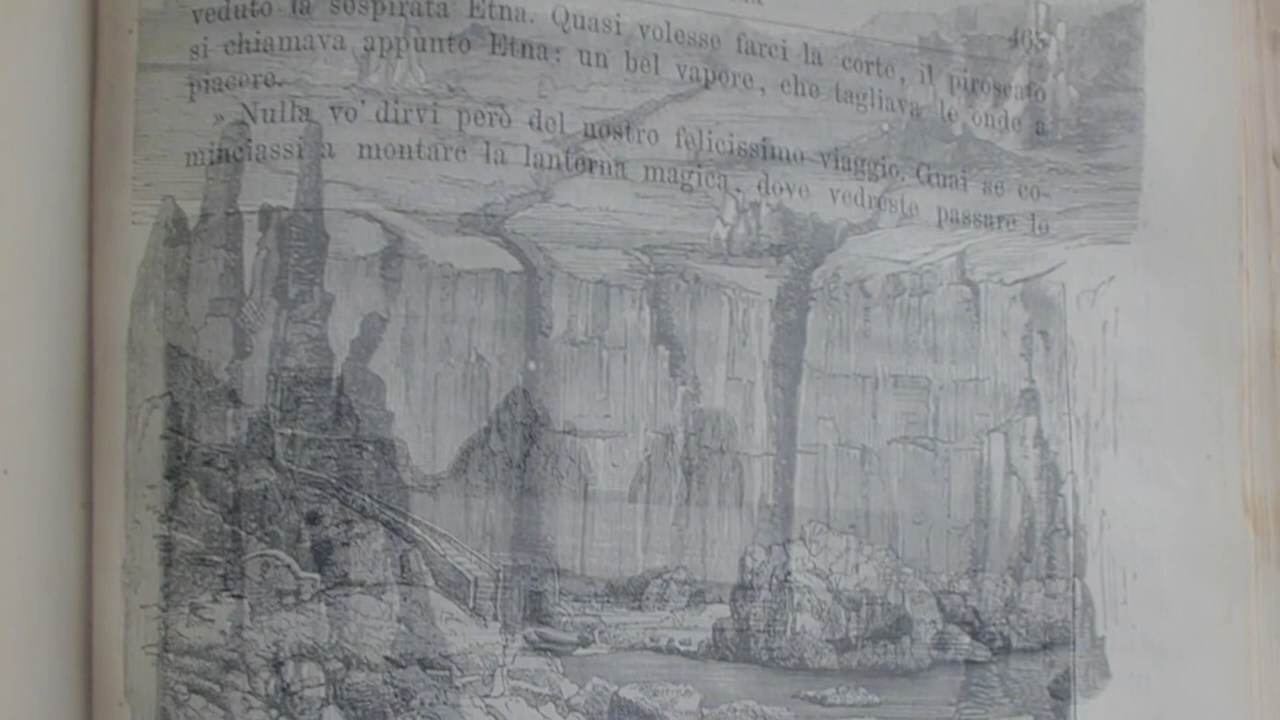 465
veduto la sospirata Etna. Quasi volesse farci la corte, il piroscafo
si chiamava appunto Etna: un bel vapore, che tagliava le onde a
piacere.
» Nulla vo' dirvi però del nostro felicissimo viaggio. Guai se co-
minciassi a montare la lanterna magica, dove vedreste passare le